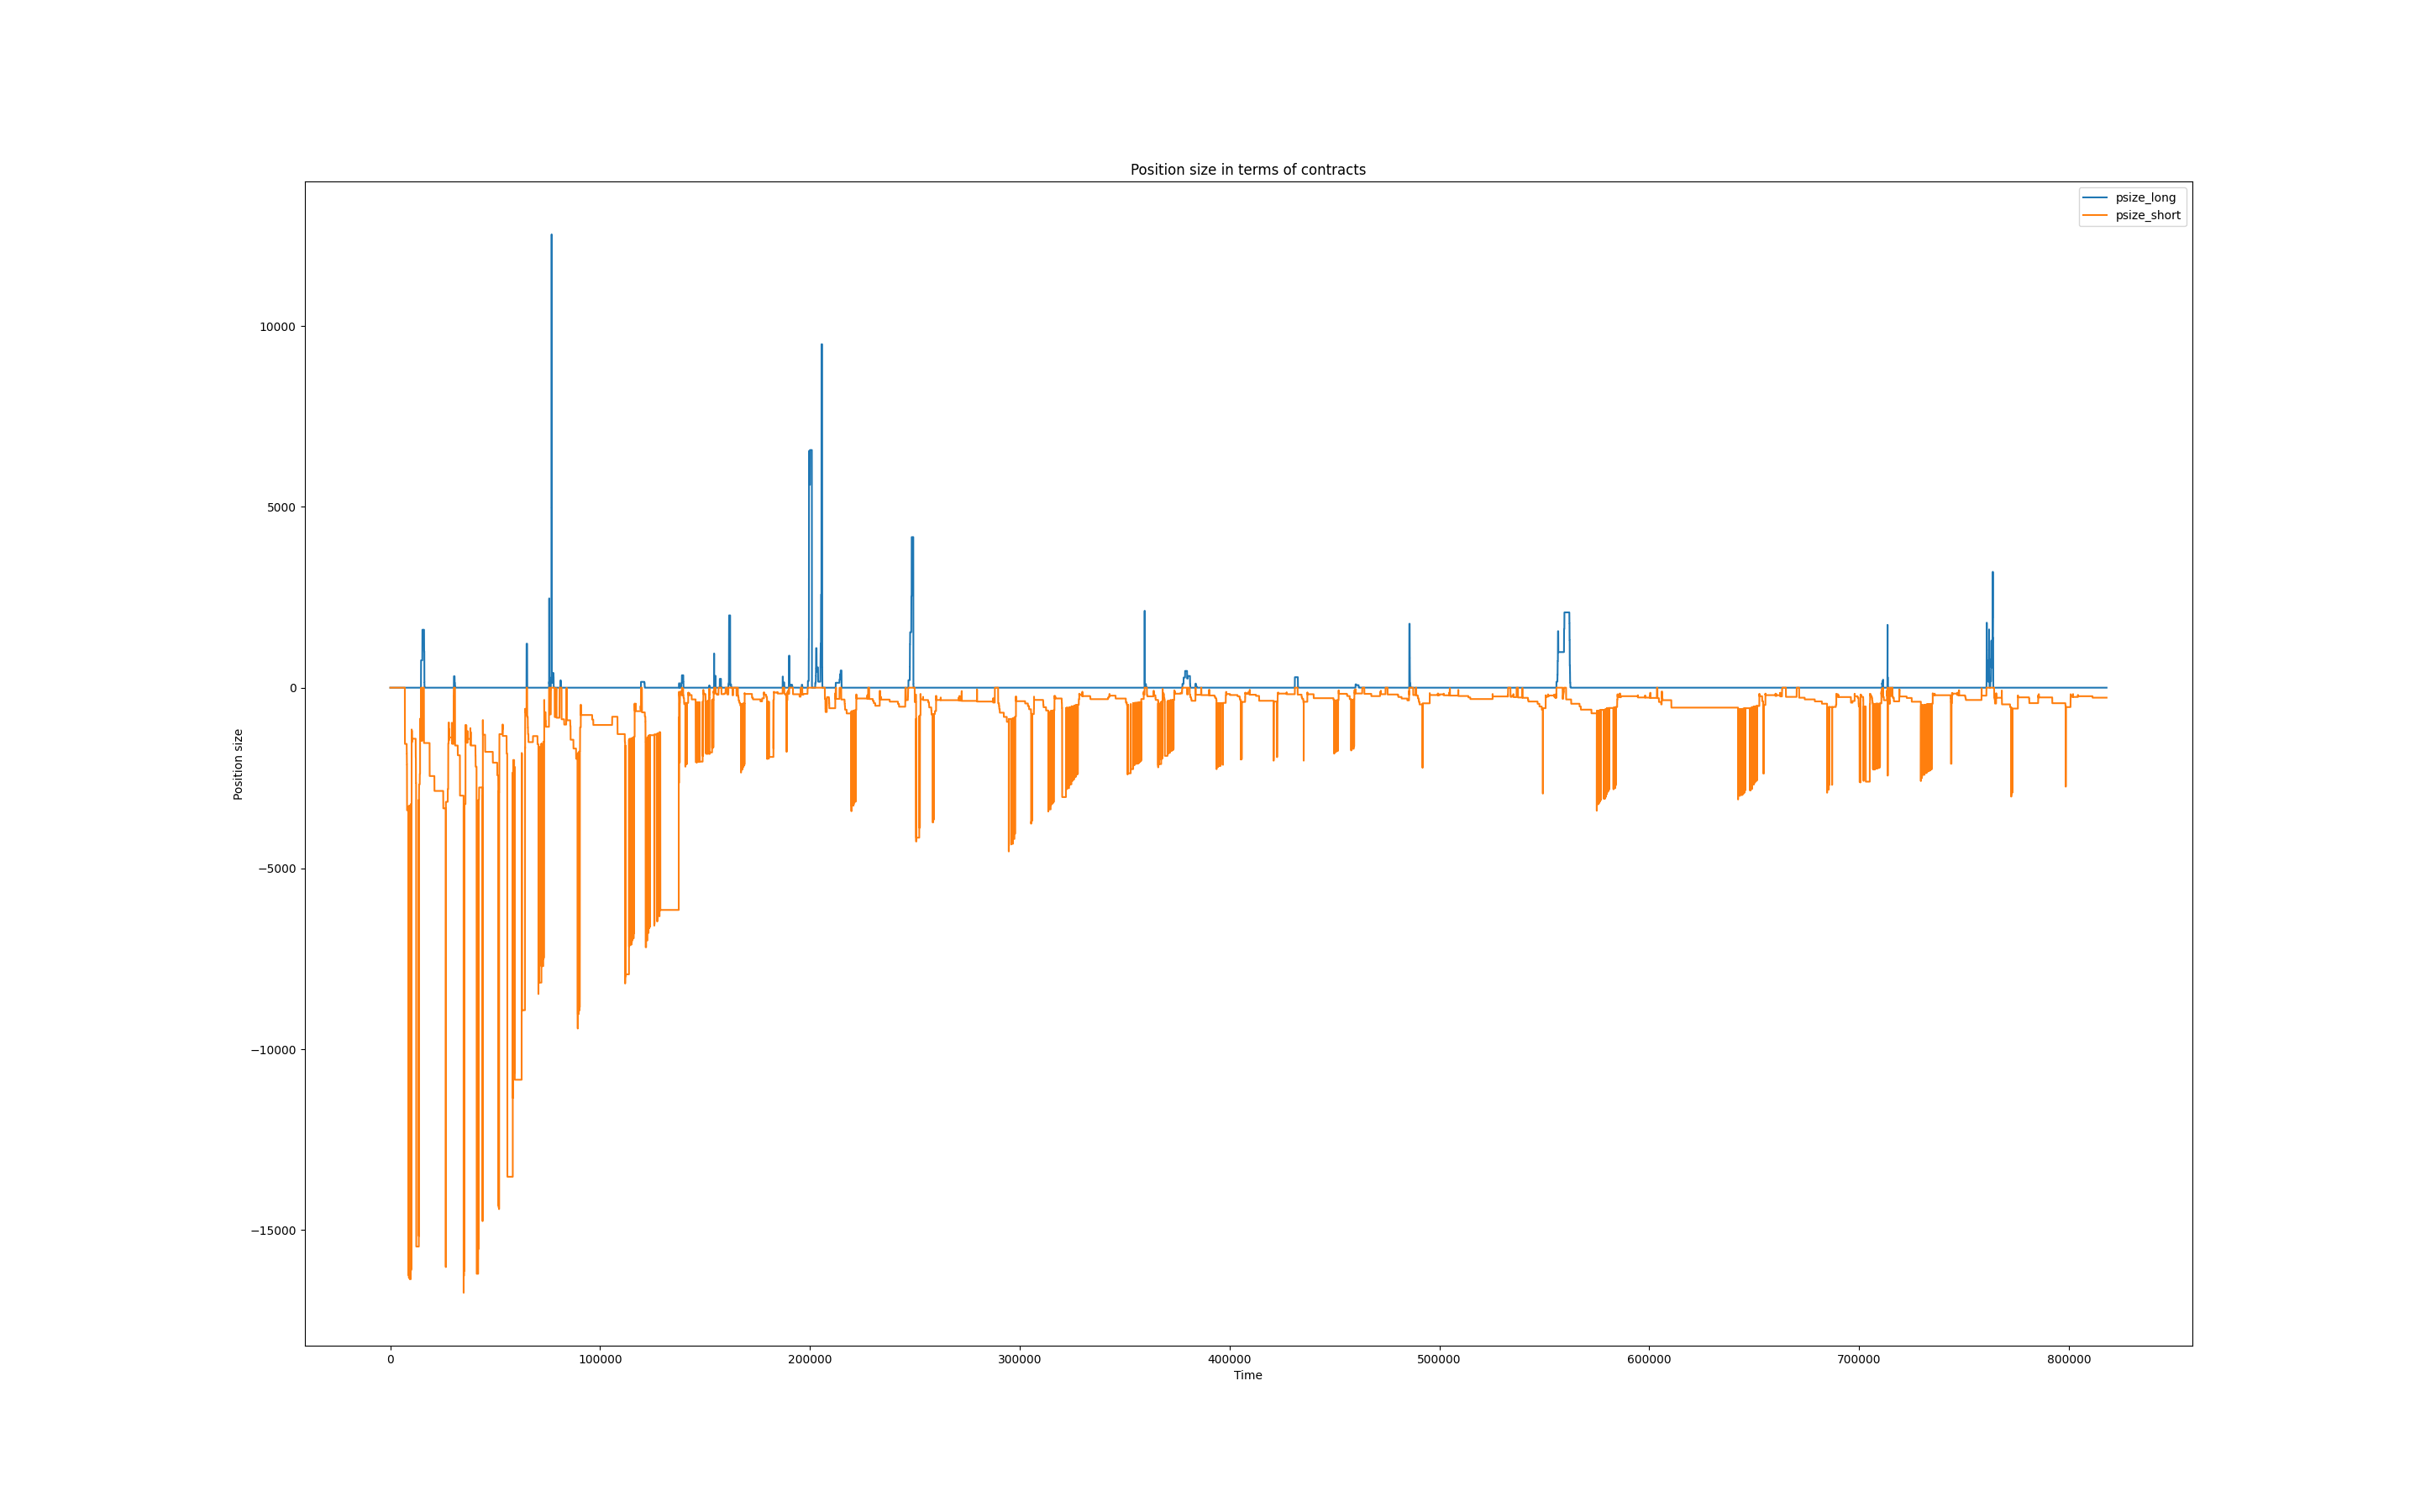 Position size in terms of contracts
psize_long
psize_short
10000
5000
0
−5000
−10000
−15000
Position size
0 100000 200000 300000 400000 500000 600000 700000 800000
Time